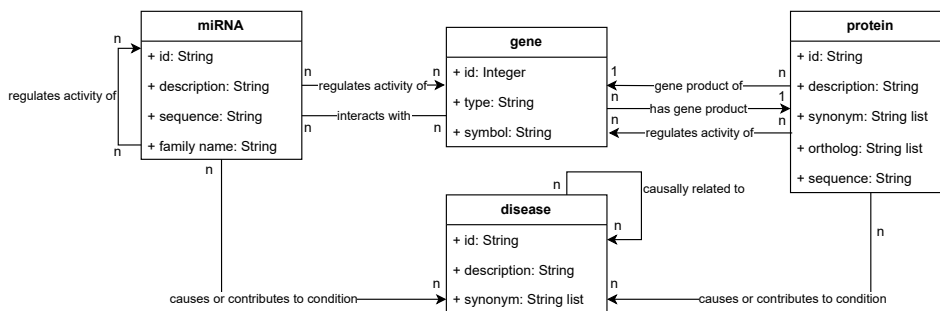 miRNA
+ id: String
+ description: String
+ sequence: String
+ family name: String
n
n
regulates activity of
n
regulates activity of
n
n
interacts with
n
gene
+ id: Integer
+ type: String
+ symbol: String
1
gene product of
n
n
has gene product
1
n
regulates activity of
n
protein
+ id: String
+ description: String
+ synonym: String list
+ ortholog: String list
+ sequence: String
n
causes or contributes to condition
n
disease
+ id: String
+ description: String
+ synonym: String list
n
causally related to
n
n
causes or contributes to condition
n